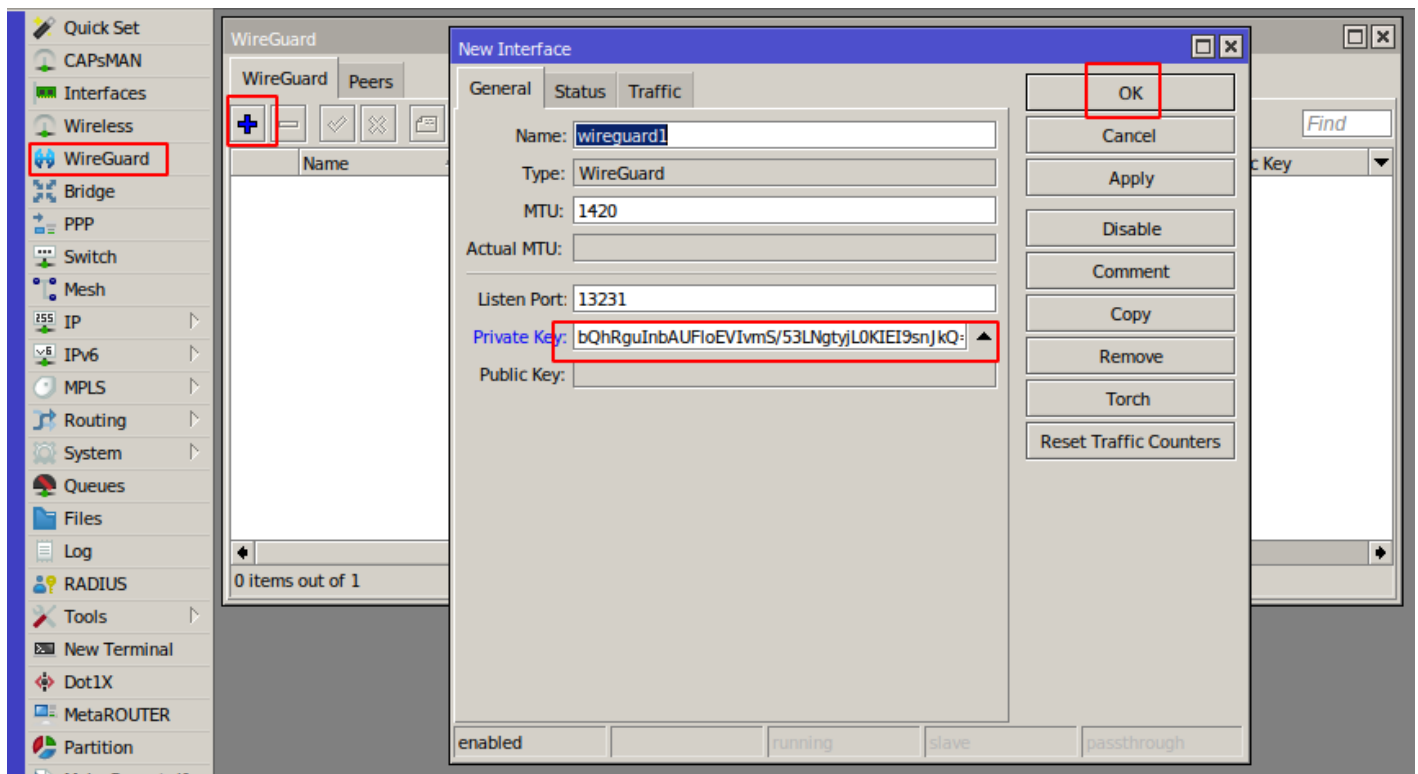 Quick Set
CAPsMAN
Interfaces
Wireless
WireGuard
Bridge
PPP
Switch
Mesh
IP
IPv6
MPLS
Routing
System
Queues
Files
Log
RADIUS
Tools
New Terminal
Dot1X
MetaROUTER
Partition
WireGuard
WireGuard Peers
Find
Name
c Key
0 items out of 1
New Interface
General Status Traffic
Name: wireguard1
Type: WireGuard
MTU: 1420
Actual MTU:
Listen Port: 13231
Private Key: bQhRguInbAUFloEVIvmS/53LNgtyjL0KIEI9snJkQ=
Public Key:
OK
Cancel
Apply
Disable
Comment
Copy
Remove
Torch
Reset Traffic Counters
enabled running slave passthrough